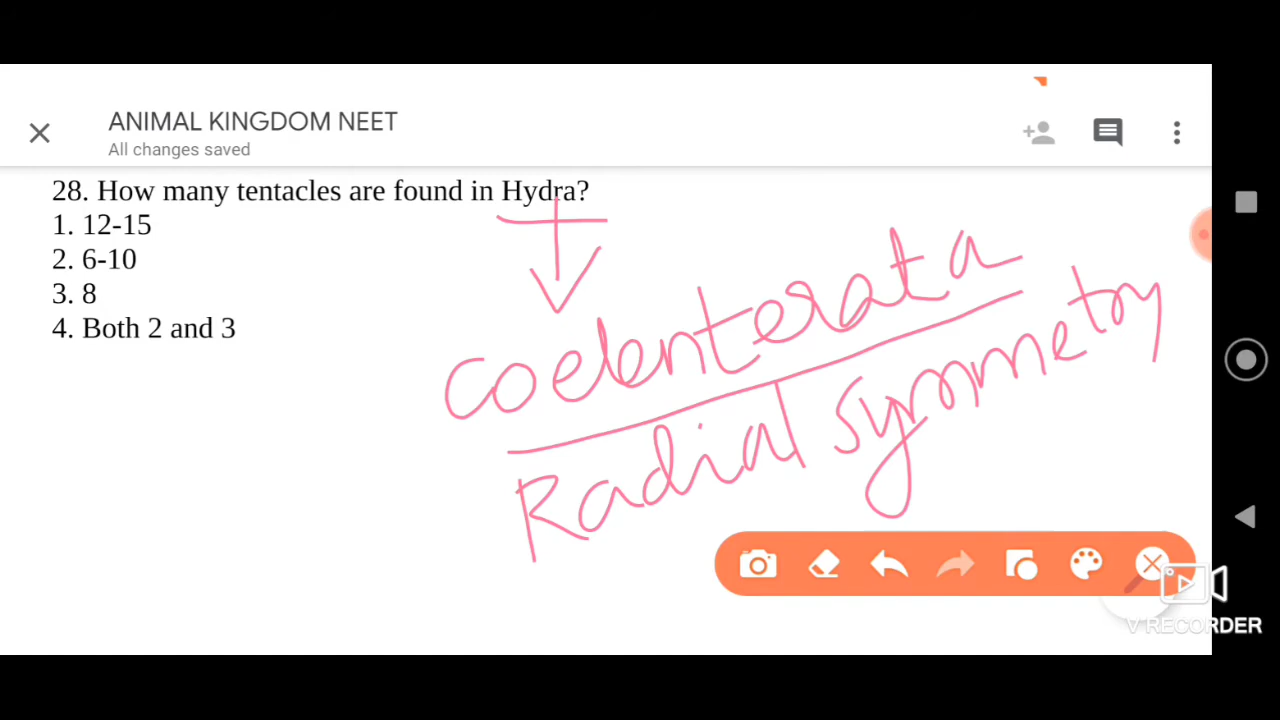 ANIMAL KINGDOM NEET
All changes saved
28. How many tentacles are found in Hydra?
1. 12-15
2. 6-10
3. 8
4. Both 2 and 3
coelenterata
Radial symmetry
V RECORDER